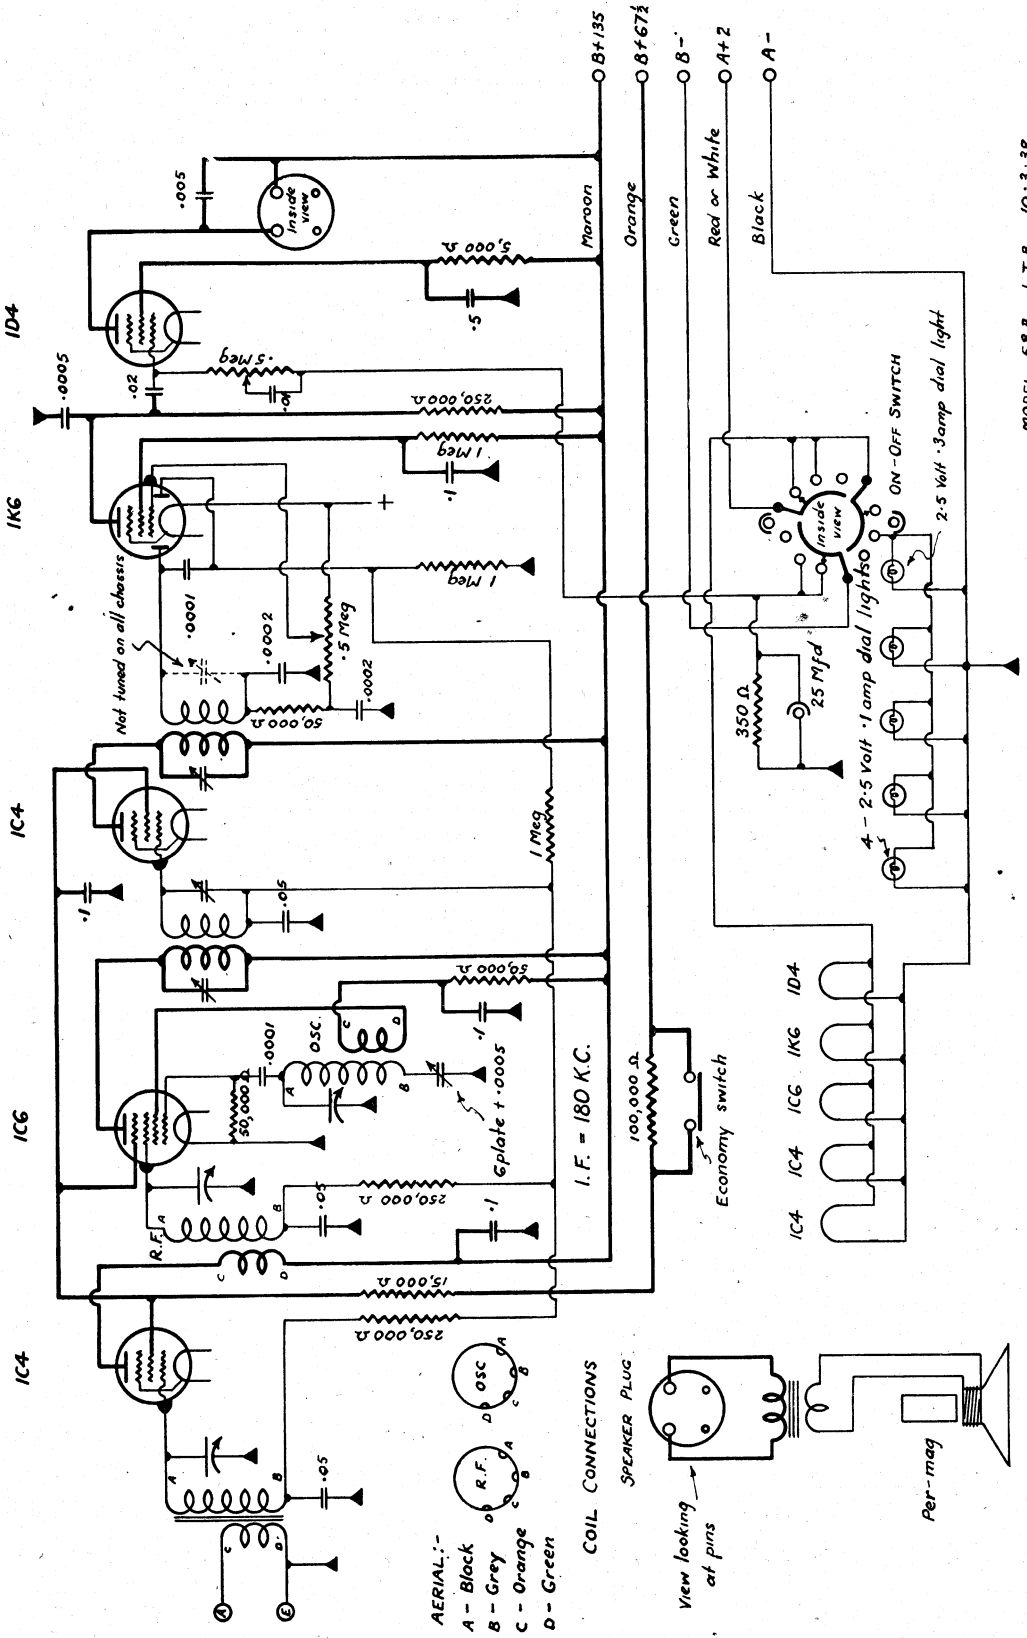 1C4
1C6
1C4
1K6
1D4
A
E
C
D
A
B
.05
250,000 Ω
15,000 Ω
C
D
R.F.
A
B
.05
250,000 Ω
.1
50,000 Ω
.0001
A
B
OSC.
C
D
6plate + .0005
.1
50,000 Ω
.1
.05
1 Meg
Not tuned on all chassis
.0001
.0002
50,000 Ω
.5 Meg
.0002
+
1 Meg
.1
1 Meg
250,000 Ω
.0005
.02
.5 Meg
.01
.5
5,000 Ω
.005
Inside
view
I.F. = 180 K.C.
100,000 Ω
Economy switch
Maroon
B+135
Orange
B+67½
Green
B-
Red or White
A+2
Black
A-
350 Ω
25 Mfd
Inside
view
ON-OFF SWITCH
2.5 Volt .3amp dial light
4 - 2.5 Volt .1 amp dial lights
1C4
1C4
1C6
1K6
1D4
AERIAL:-
A - Black
B - Grey
C - Orange
D - Green
R.F.
A
B
C
D
OSC
A
B
C
D
COIL CONNECTIONS
SPEAKER PLUG
View looking
at pins
Per-mag